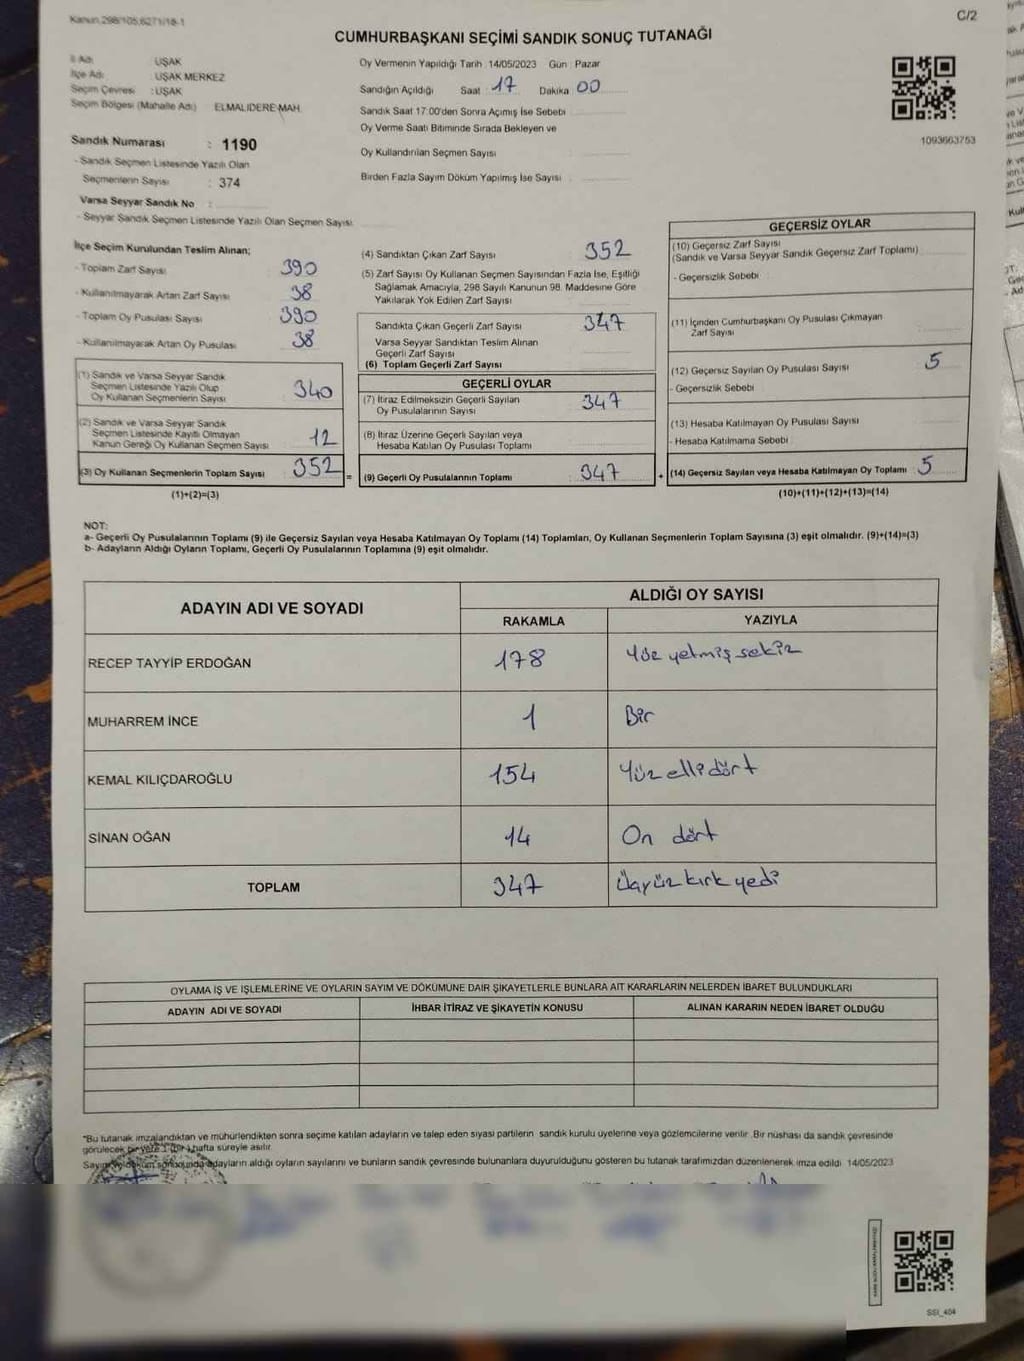 Kanun,298/105,6271/18-1
C/2
CUMHURBAŞKANI SEÇİMİ SANDIK SONUÇ TUTANAĞI
İl Adı : UŞAK
İlçe Adı : UŞAK MERKEZ
Seçim Çevresi : UŞAK
Seçim Bölgesi (Mahalle Adı) ELMALIDERE MAH.
Sandık Numarası : 1190
- Sandık Seçmen Listesinde Yazılı Olan
Seçmenlerin Sayısı : 374
Varsa Seyyar Sandık No :
- Seyyar Sandık Seçmen Listesinde Yazılı Olan Seçmen Sayısı
Oy Vermenin Yapıldığı Tarih : 14/05/2023 Gün : Pazar
Sandığın Açıldığı Saat : 17 Dakika 00
Sandık Saat 17:00'den Sonra Açımış İse Sebebi
Oy Verme Saati Bitiminde Sırada Bekleyen ve
Oy Kullandırılan Seçmen Sayısı
Birden Fazla Sayım Döküm Yapılmış İse Sayısı
1093663753
İlçe Seçim Kurulundan Teslim Alınan;
- Toplam Zarf Sayısı : 390
- Kullanılmayarak Artan Zarf Sayısı : 38
- Toplam Oy Pusulası Sayısı : 390
- Kullanılmayarak Artan Oy Pusulası 38
(1) Sandık ve Varsa Seyyar Sandık
Seçmen Listesinde Yazılı Olup
Oy Kullanan Seçmenlerin Sayısı 340
(2) Sandık ve Varsa Seyyar Sandık
Seçmen Listesinde Kayıtlı Olmayan
Kanun Gereği Oy Kullanan Seçmen Sayısı 12
(3) Oy Kullanan Seçmenlerin Toplam Sayısı 352
(1)+(2)=(3)
=
(4) Sandıktan Çıkan Zarf Sayısı 352
(5) Zarf Sayısı Oy Kullanan Seçmen Sayısından Fazla İse, Eşitliği
Sağlamak Amacıyla, 298 Sayılı Kanunun 98. Maddesine Göre
Yakılarak Yok Edilen Zarf Sayısı
Sandıkta Çıkan Geçerli Zarf Sayısı 347
Varsa Seyyar Sandıktan Teslim Alınan
Geçerli Zarf Sayısı
(6) Toplam Geçerli Zarf Sayısı
GEÇERLİ OYLAR
(7) İtiraz Edilmeksizin Geçerli Sayılan
Oy Pusulalarının Sayısı 347
(8) İtiraz Üzerine Geçerli Sayılan veya
Hesaba Katılan Oy Pusulası Toplamı
(9) Geçerli Oy Pusulalarının Toplamı : 347
+
GEÇERSİZ OYLAR
(10) Geçersiz Zarf Sayısı
(Sandık ve Varsa Seyyar Sandık Geçersiz Zarf Toplamı)
- Geçersizlik Sebebi
(11) İçinden Cumhurbaşkanı Oy Pusulası Çıkmayan
Zarf Sayısı
(12) Geçersiz Sayılan Oy Pusulası Sayısı 5
- Geçersizlik Sebebi
(13) Hesaba Katılmayan Oy Pusulası Sayısı
- Hesaba Katılmama Sebebi
(14) Geçersiz Sayılan veya Hesaba Katılmayan Oy Toplamı 5
(10)+(11)+(12)+(13)=(14)
NOT:
a- Geçerli Oy Pusulalarının Toplamı (9) ile Geçersiz Sayılan veya Hesaba Katılmayan Oy Toplamı (14) Toplamları, Oy Kullanan Seçmenlerin Toplam Sayısına (3) eşit olmalıdır. (9)+(14)=(3)
b- Adayların Aldığı Oyların Toplamı, Geçerli Oy Pusulalarının Toplamına (9) eşit olmalıdır.
ADAYIN ADI VE SOYADI ALDIĞI OY SAYISI
RAKAMLA YAZIYLA
RECEP TAYYİP ERDOĞAN 178 Yüz yetmiş sekiz
MUHARREM İNCE 1 Bir
KEMAL KILIÇDAROĞLU 154 Yüz elli dört
SİNAN OĞAN 14 On dört
TOPLAM 347 Üçyüz kırk yedi
OYLAMA İŞ VE İŞLEMLERİNE VE OYLARIN SAYIM VE DÖKÜMÜNE DAİR ŞİKAYETLERLE BUNLARA AİT KARARLARIN NELERDEN İBARET BULUNDUKLARI
ADAYIN ADI VE SOYADI İHBAR İTİRAZ VE ŞİKAYETİN KONUSU ALINAN KARARIN NEDEN İBARET OLDUĞU
*Bu tutanak imzalandıktan ve mühürlendikten sonra seçime katılan adayların ve talep eden siyasi partilerin sandık kurulu üyelerine veya gözlemcilerine verilir. Bir nüshası da sandık çevresinde
görülecek bir yere 1 (bir) hafta süreyle asılır.
Sayım ve döküm sonucunda adayların aldığı oyların sayılarını ve bunların sandık çevresinde bulunanlara duyurulduğunu gösteren bu tutanak tarafımızdan düzenlenerek imza edildi. 14/05/2023
SSI_404